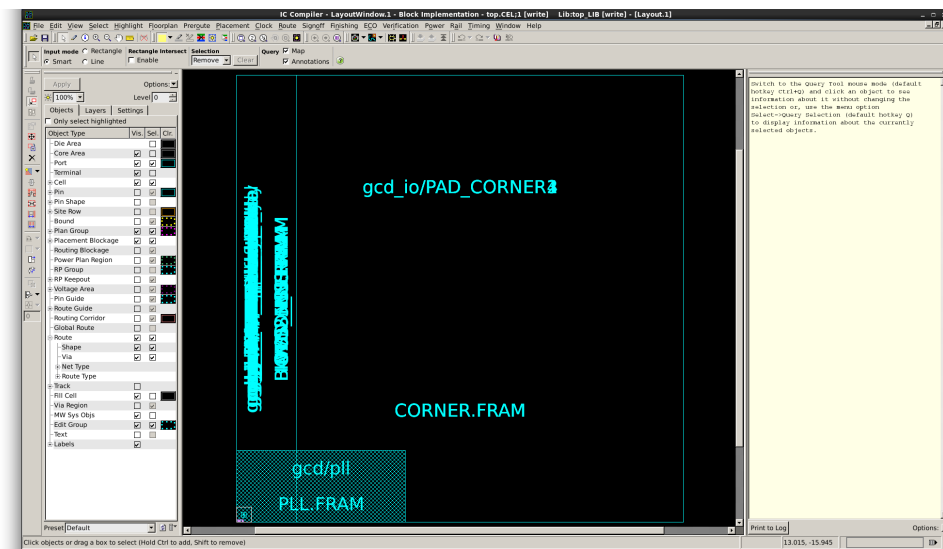 IC Compiler - LayoutWindow.1 - Block Implementation - top.CEL;1 [write]    Lib:top_LIB [write] - [Layout.1]
File Edit View Select Highlight Floorplan Preroute Placement Clock Route Signoff Finishing ECO Verification Power Rail Timing Window Help
Input mode Rectangle Rectangle Intersect Selection Query Map
Smart Line Enable Remove Clear Annotations
Apply Options:
100% Level 0
Objects Layers Settings
Only select highlighted
Object Type Vis. Sel. Clr.
Die Area
Core Area
Port
Terminal
Cell
Pin
Pin Shape
Site Row
Bound
Plan Group
Placement Blockage
Routing Blockage
Power Plan Region
RP Group
RP Keepout
Voltage Area
Pin Guide
Route Guide
Routing Corridor
Global Route
Route
Shape
Via
Net Type
Route Type
Track
Fill Cell
Via Region
MW Sys Objs
Edit Group
Text
Labels
Preset Default
0
gcd_io/PAD_CORNER
CORNER.FRAM
gcd/pll
PLL.FRAM
Switch to the Query Tool mouse mode (default
hotkey Ctrl+Q) and click an object to see
information about it without changing the
selection or, use the menu option
Select->Query Selection (default hotkey Q)
to display information about the currently
selected objects.
Print to Log Options:
Click objects or drag a box to select (Hold Ctrl to add, Shift to remove) 13.015, -15.945